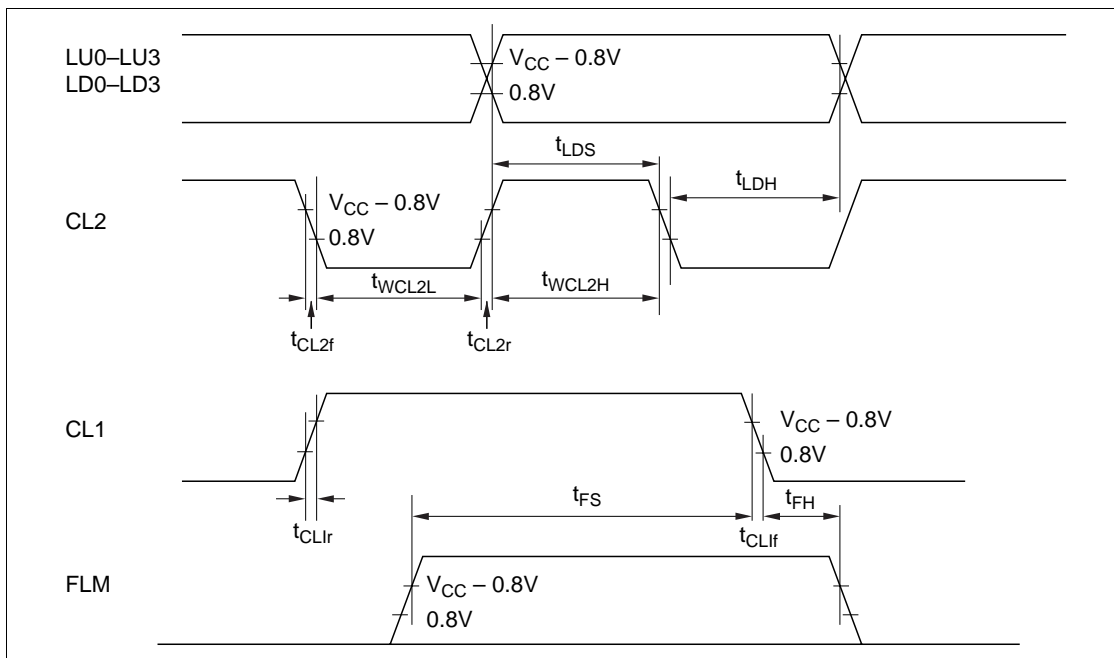 LU0–LU3
LD0–LD3
V_CC – 0.8V
0.8V
t_LDS
t_LDH
CL2
V_CC – 0.8V
0.8V
t_WCL2L
t_WCL2H
t_CL2f
t_CL2r
CL1
V_CC – 0.8V
0.8V
t_FS
t_FH
t_CLIr
t_CLIf
FLM
V_CC – 0.8V
0.8V